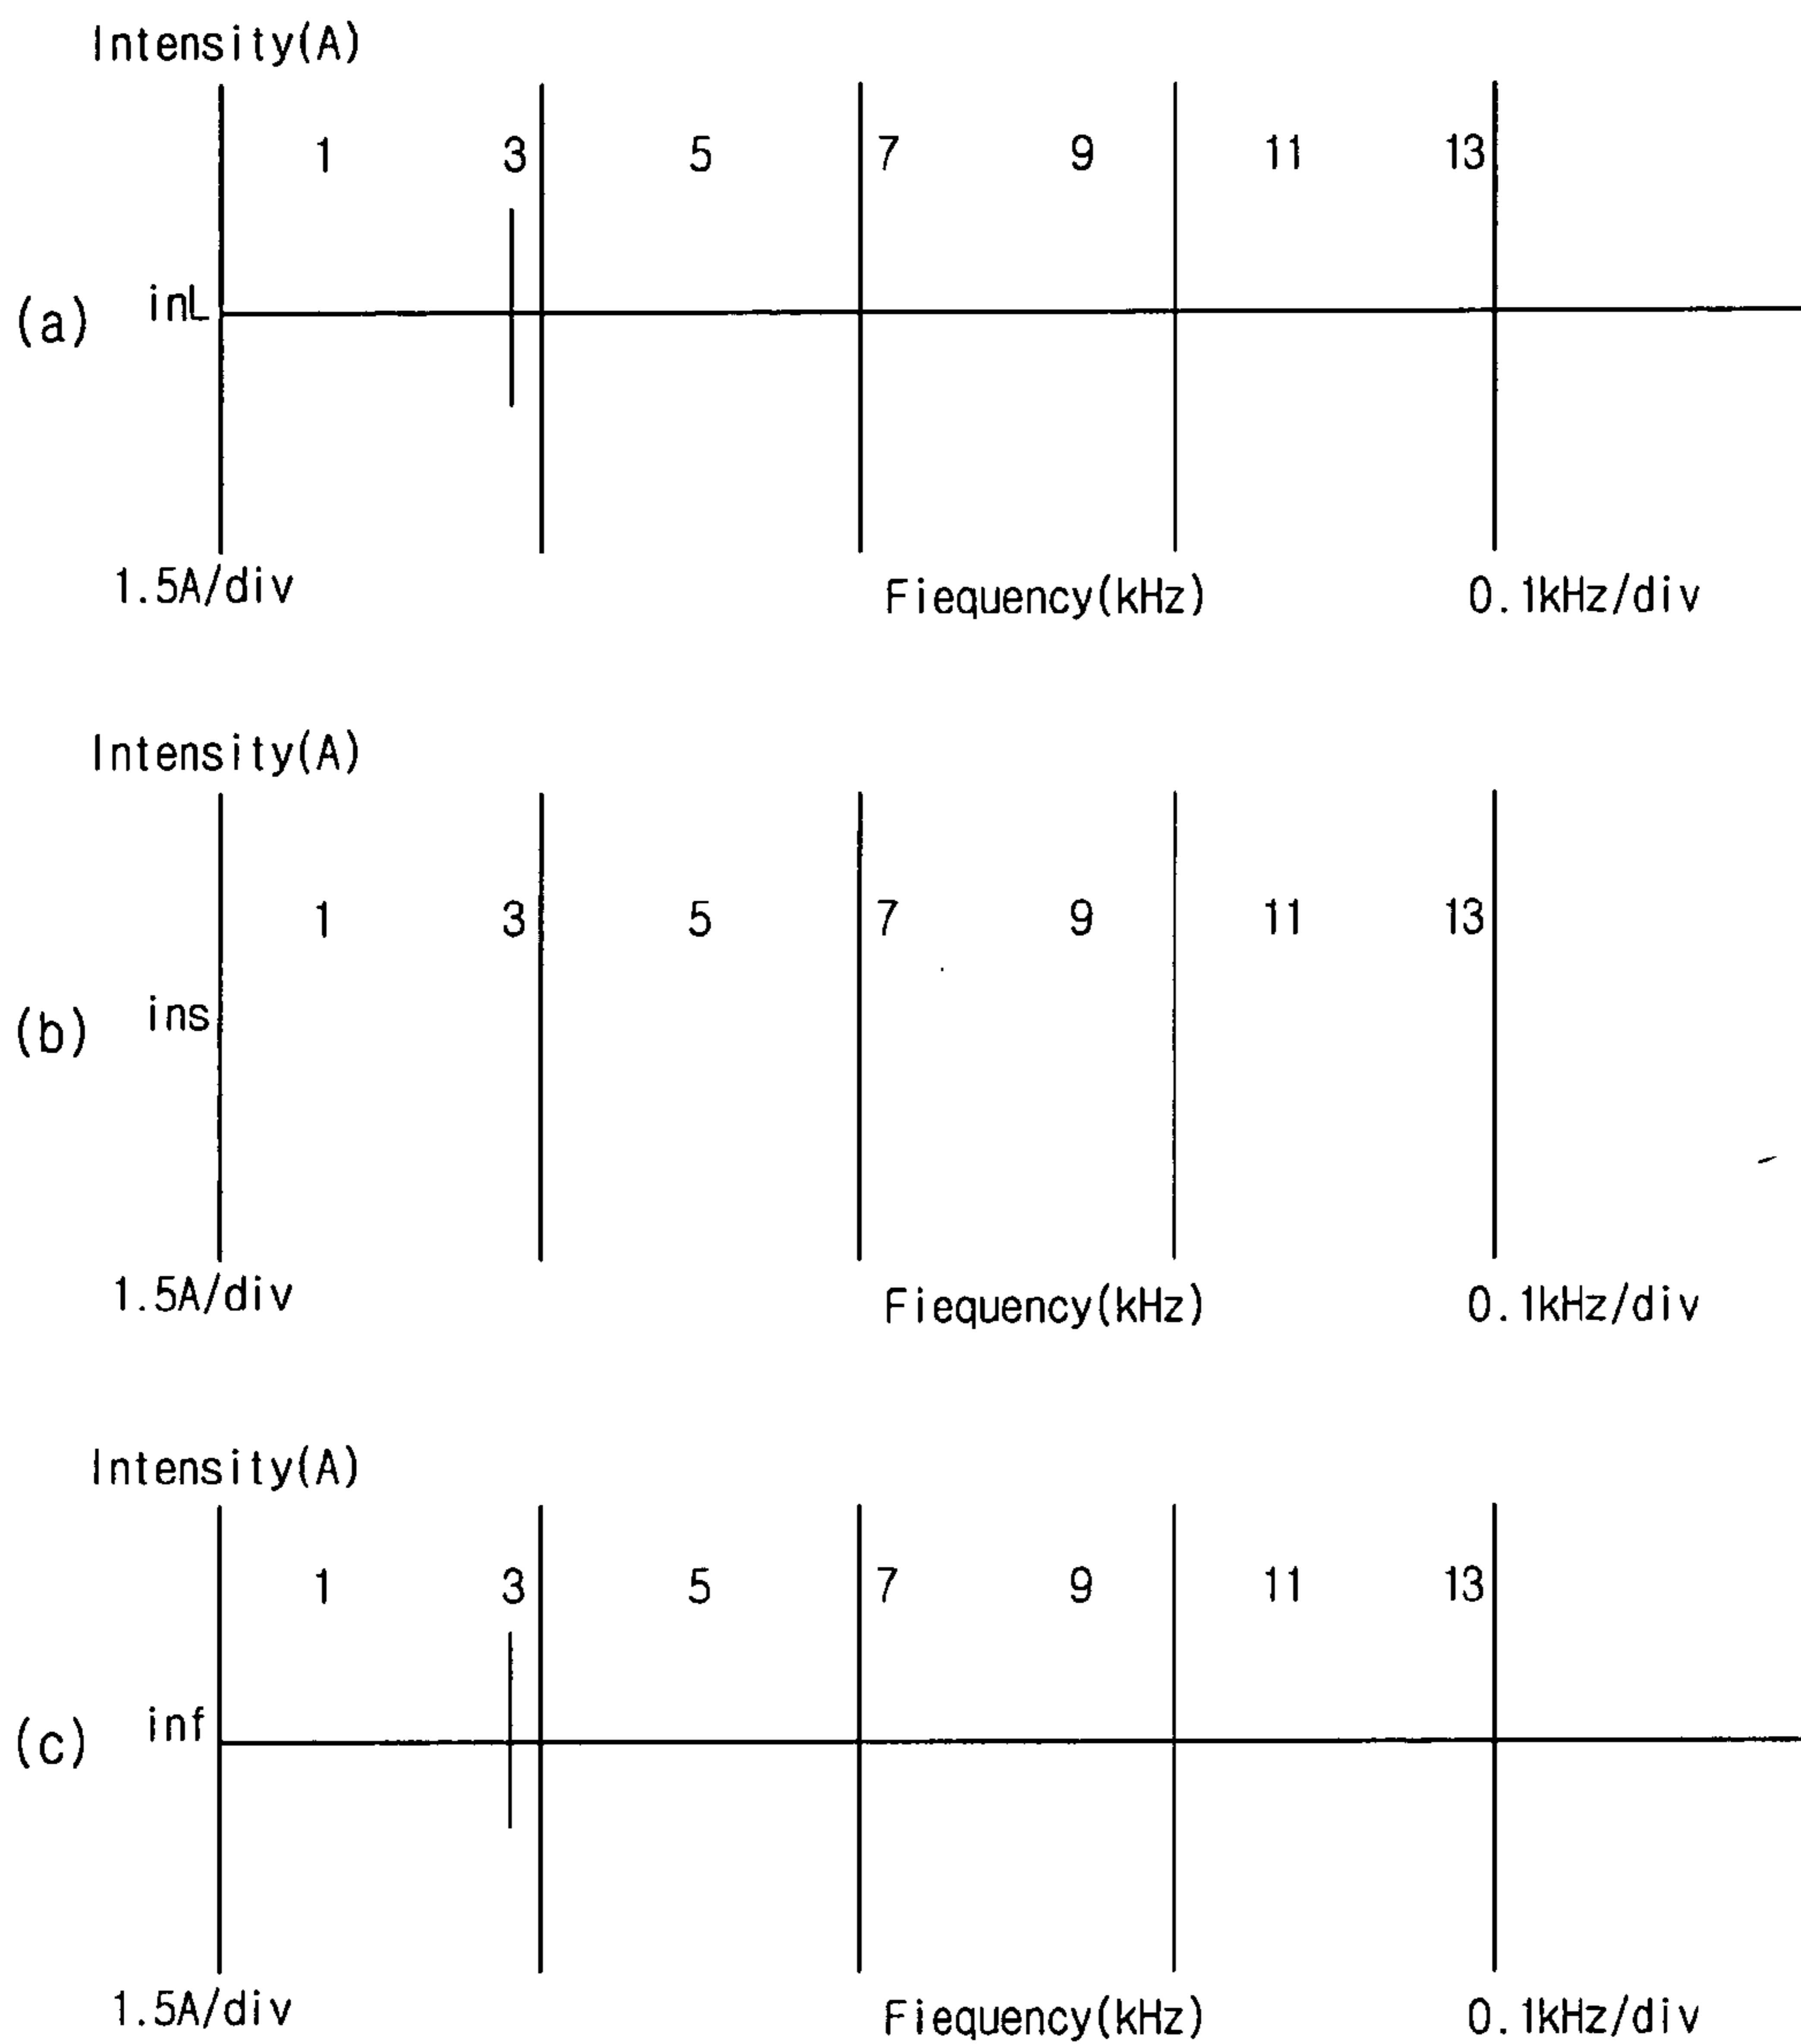 Intensity(A)
1 3 5 7 9 11 13
(a) inL
1.5A/div Fiequency(kHz) 0.1kHz/div
Intensity(A)
1 3 5 7 9 11 13
(b) ins
1.5A/div Fiequency(kHz) 0.1kHz/div
Intensity(A)
1 3 5 7 9 11 13
(c) inf
1.5A/div Fiequency(kHz) 0.1kHz/div